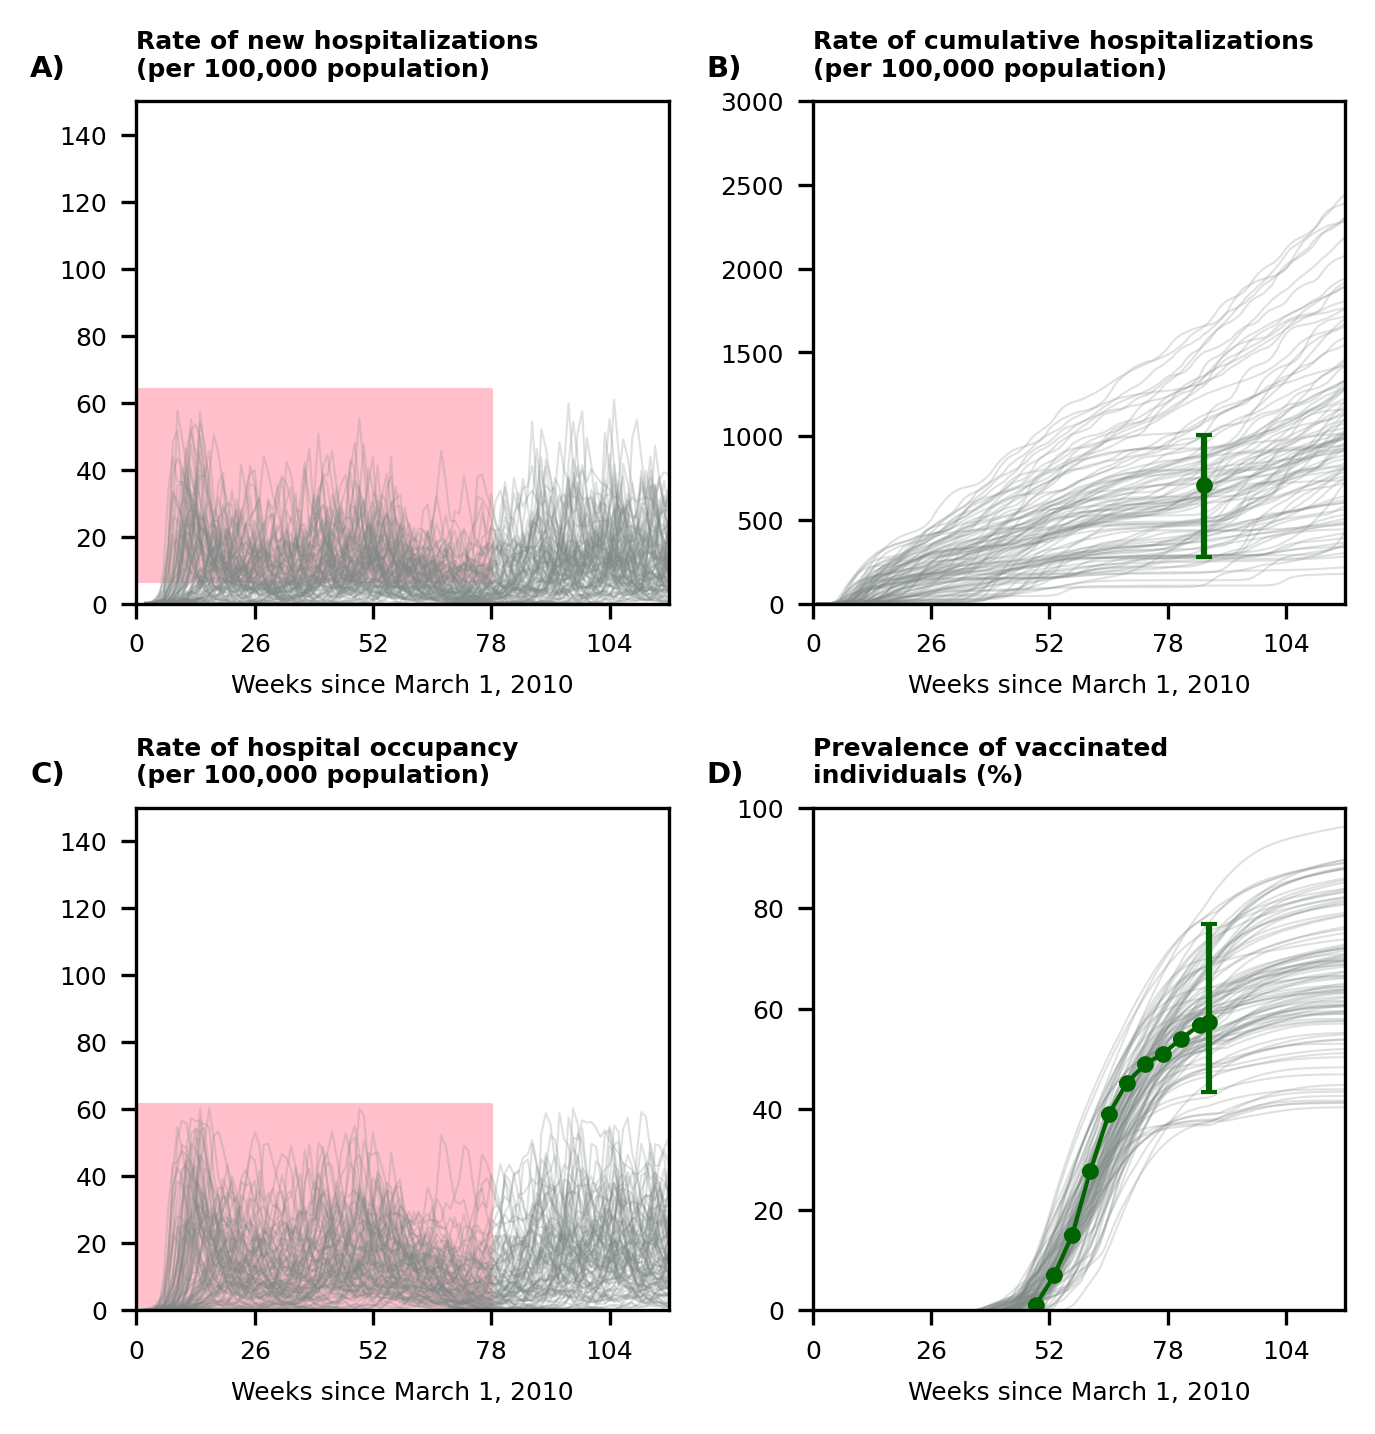 A)
Rate of new hospitalizations
(per 100,000 population)
140
120
100
80
60
40
20
0
0 26 52 78 104
Weeks since March 1, 2010
B)
Rate of cumulative hospitalizations
(per 100,000 population)
3000
2500
2000
1500
1000
500
0
0 26 52 78 104
Weeks since March 1, 2010
C)
Rate of hospital occupancy
(per 100,000 population)
140
120
100
80
60
40
20
0
0 26 52 78 104
Weeks since March 1, 2010
D)
Prevalence of vaccinated
individuals (%)
100
80
60
40
20
0
0 26 52 78 104
Weeks since March 1, 2010